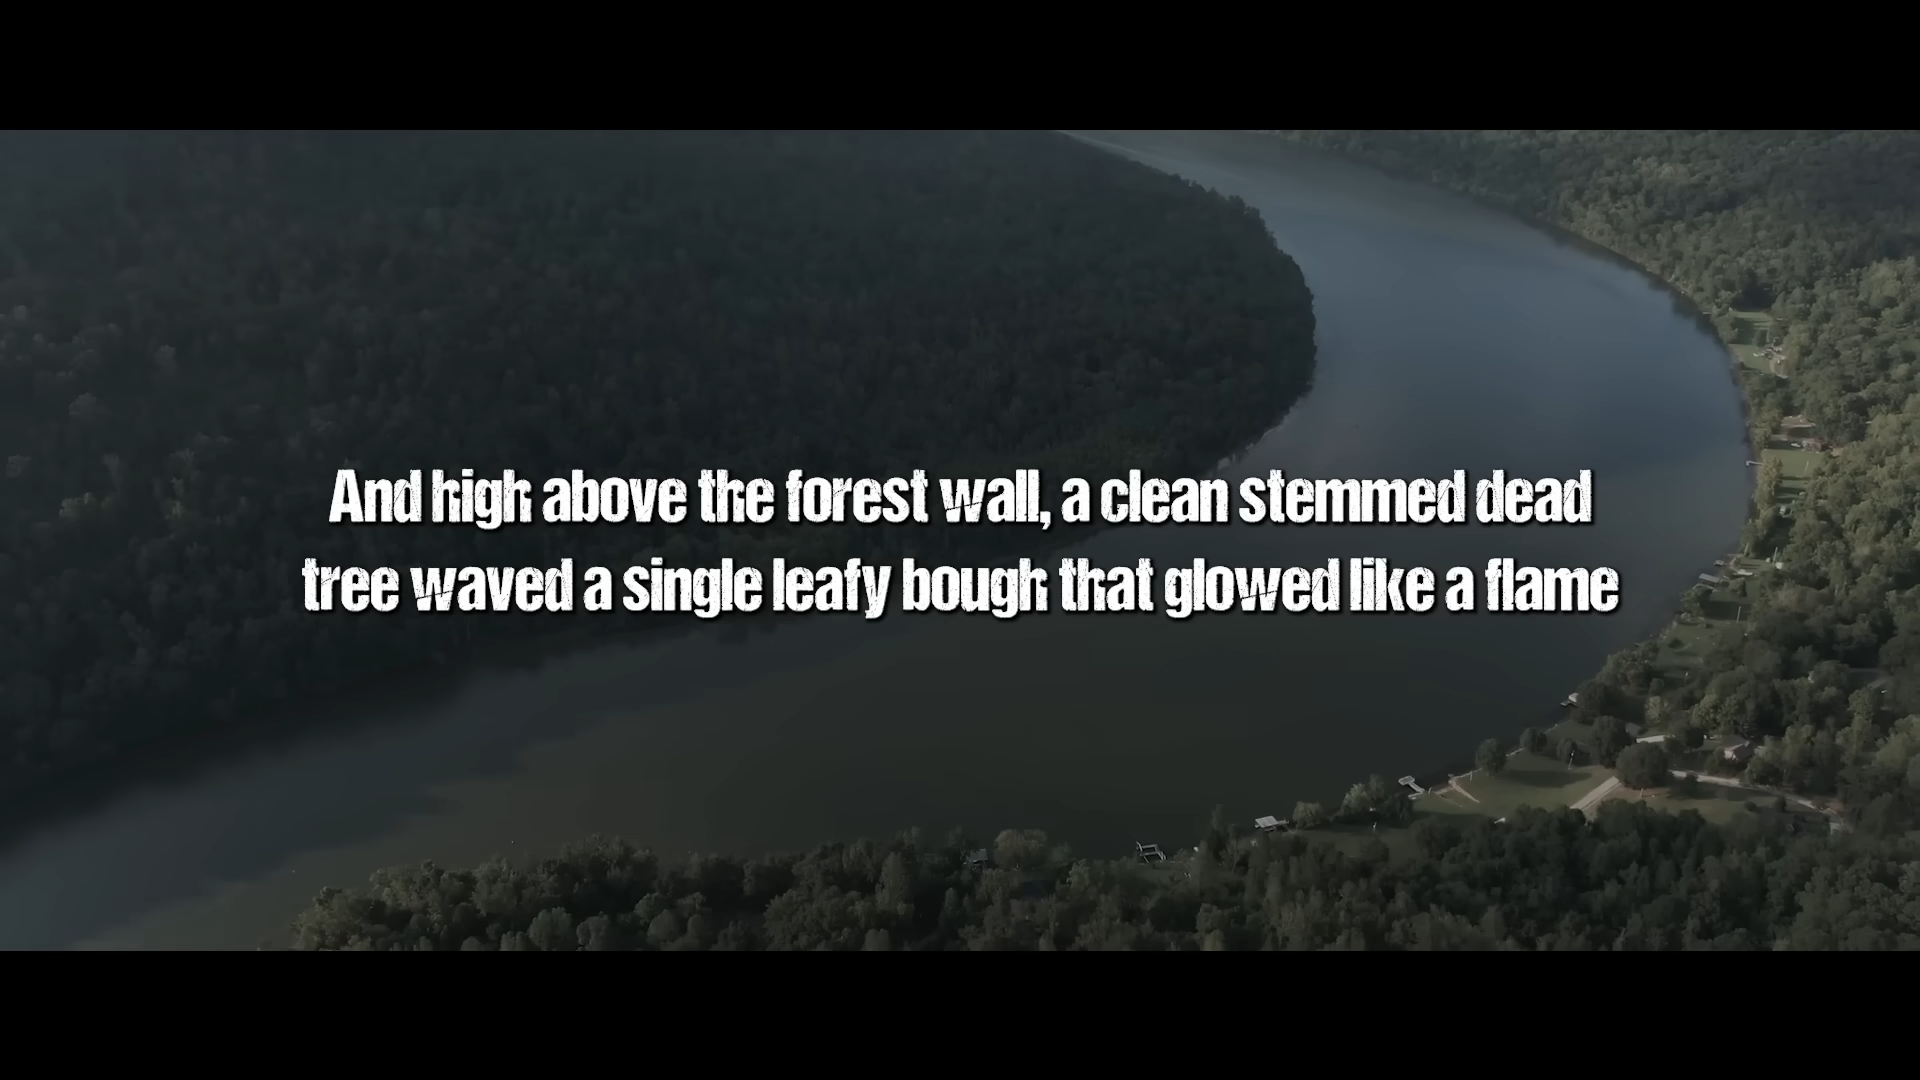 And high above the forest wall, a clean stemmed dead
tree waved a single leafy bough that glowed like a flame